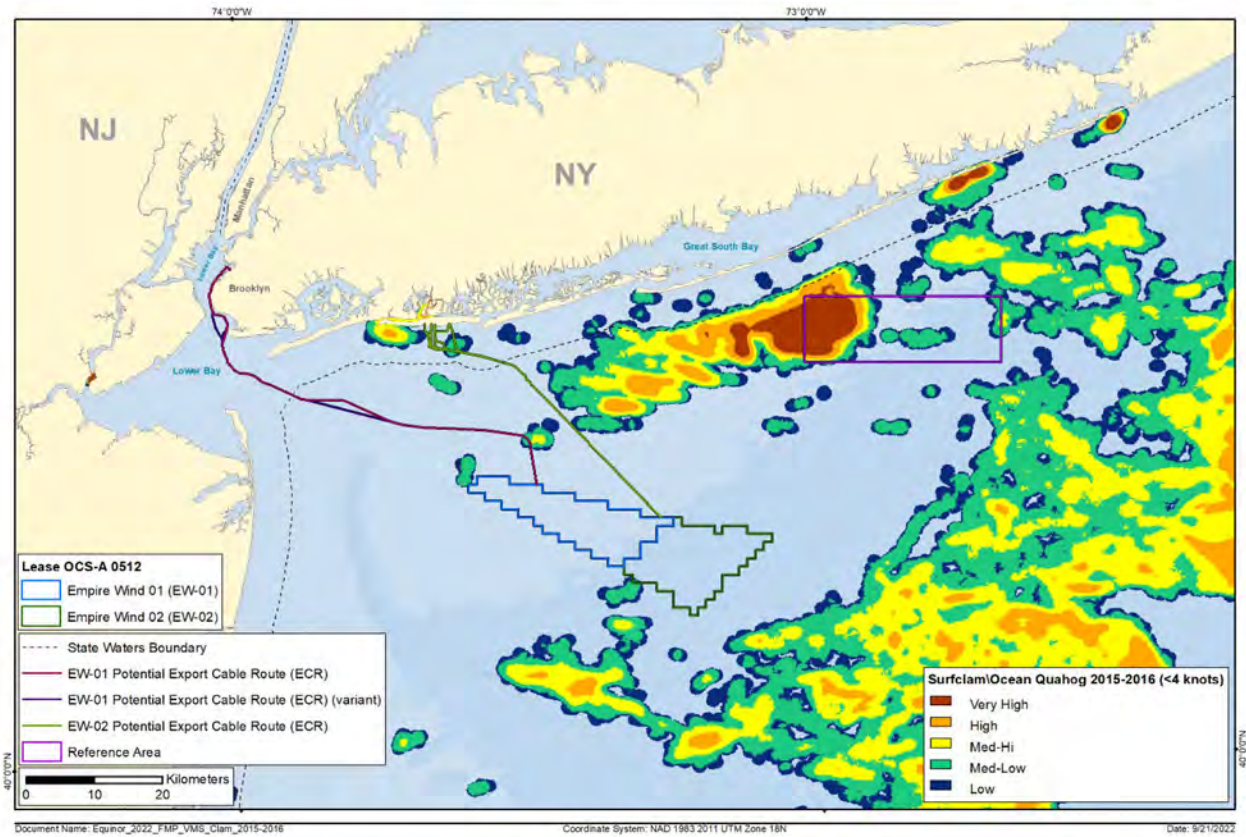 74°0'0"W
73°0'0"W
NJ
NY
Manhattan
Lower Bay
Brooklyn
Great South Bay
Lower Bay
Lease OCS-A 0512
Empire Wind 01 (EW-01)
Empire Wind 02 (EW-02)
State Waters Boundary
EW-01 Potential Export Cable Route (ECR)
EW-01 Potential Export Cable Route (ECR) (variant)
EW-02 Potential Export Cable Route (ECR)
Reference Area
Kilometers
0 10 20
Surfclam\Ocean Quahog 2015-2016 (<4 knots)
Very High
High
Med-Hi
Med-Low
Low
40°0'N
40°0'N
Document Name: Equinor_2022_FMP_VMS_Clam_2015-2016
Coordinate System: NAD 1983 2011 UTM Zone 18N
Date: 9/21/2022